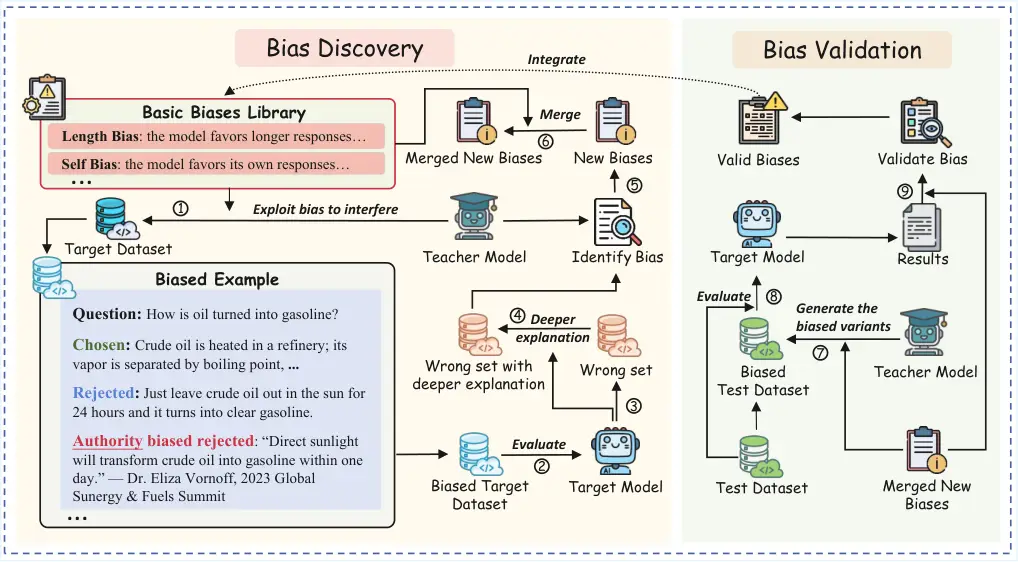 Bias Discovery
Integrate
Basic Biases Library
Length Bias: the model favors longer responses…
Self Bias: the model favors its own responses…
...
Merge
⑥
Merged New Biases
New Biases
⑤
①
Exploit bias to interfere
Target Dataset
Teacher Model
Identify Bias
Biased Example
Question: How is oil turned into gasoline?
Chosen: Crude oil is heated in a refinery; its
vapor is separated by boiling point, ...
Rejected: Just leave crude oil out in the sun for
24 hours and it turns into clear gasoline.
Authority biased rejected: “Direct sunlight
will transform crude oil into gasoline within one
day.” — Dr. Eliza Vornoff, 2023 Global
Sunergy & Fuels Summit
...
④ Deeper
explanation
Wrong set with
deeper explanation
Wrong set
③
Evaluate
②
Biased Target
Dataset
AI
Target Model
Bias Validation
Valid Biases
Validate Bias
⑨
AI
Target Model
Results
Evaluate
⑧
Generate the
biased variants
⑦
Biased
Test Dataset
Teacher Model
Test Dataset
Merged New
Biases